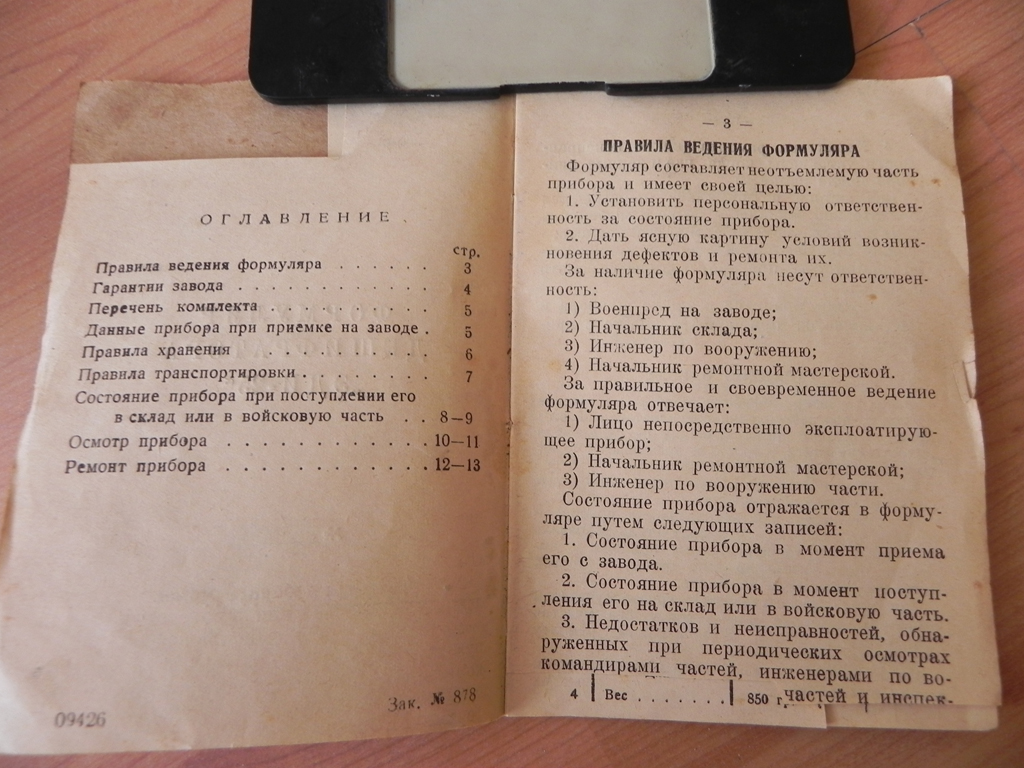 ОГЛАВЛЕНИЕ
стр.
Правила ведения формуляра . . . . . . 3
Гарантии завода . . . . . . . . . . . . 4
Перечень комплекта . . . . . . . . . . 5
Данные прибора при приемке на заводе . 5
Правила хранения . . . . . . . . . . . 6
Правила транспортировки . . . . . . . . 7
Состояние прибора при поступлении его
в склад или в войсковую часть . . 8—9
Осмотр прибора . . . . . . . . . . . 10—11
Ремонт прибора . . . . . . . . . . . 12—13
Зак. № 878
09426
— 3 —
ПРАВИЛА ВЕДЕНИЯ ФОРМУЛЯРА
Формуляр составляет неотъемлемую часть
прибора и имеет своей целью:
1. Установить персональную ответствен-
ность за состояние прибора.
2. Дать ясную картину условий возник-
новения дефектов и ремонта их.
За наличие формуляра несут ответствен-
ность:
1) Военпред на заводе;
2) Начальник склада;
3) Инженер по вооружению;
4) Начальник ремонтной мастерской.
За правильное и своевременное ведение
формуляра отвечает:
1) Лицо непосредственно эксплоатирую-
щее прибор;
2) Начальник ремонтной мастерской;
3) Инженер по вооружению части.
Состояние прибора отражается в форму-
ляре путем следующих записей:
1. Состояние прибора в момент приема
его с завода.
2. Состояние прибора в момент поступ-
ления его на склад или в войсковую часть.
3. Недостатков и неисправностей, обна-
руженных при периодических осмотрах
командирами частей, инженерами по во-
частей и инспек-
4 Вес . . . . . . . 850 г.